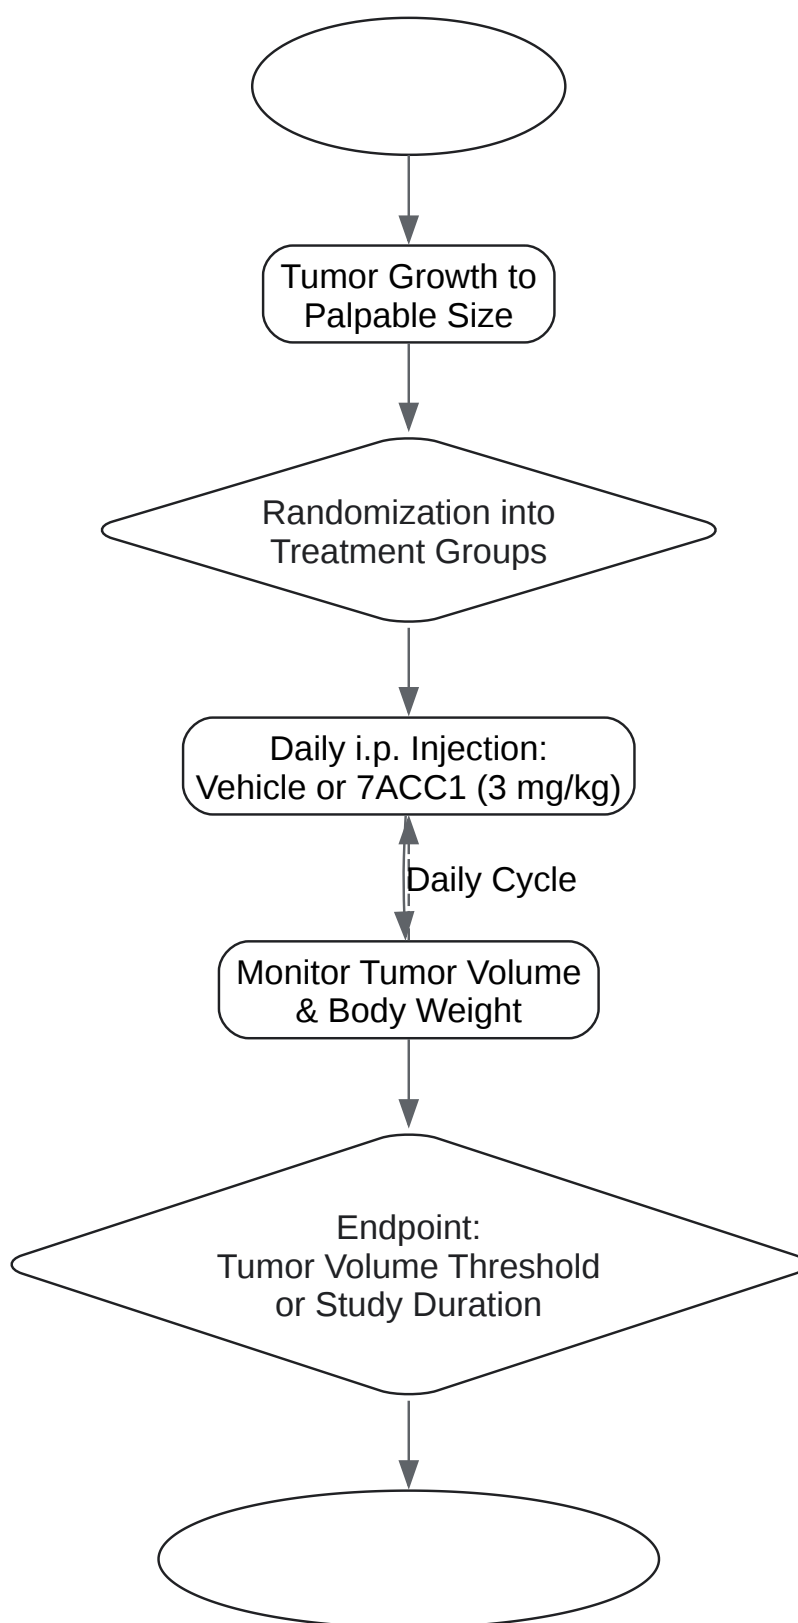 Tumor Growth to
Palpable Size
Randomization into
Treatment Groups
Daily i.p. Injection:
Vehicle or 7ACC1 (3 mg/kg)
Daily Cycle
Monitor Tumor Volume
& Body Weight
Endpoint:
Tumor Volume Threshold
or Study Duration